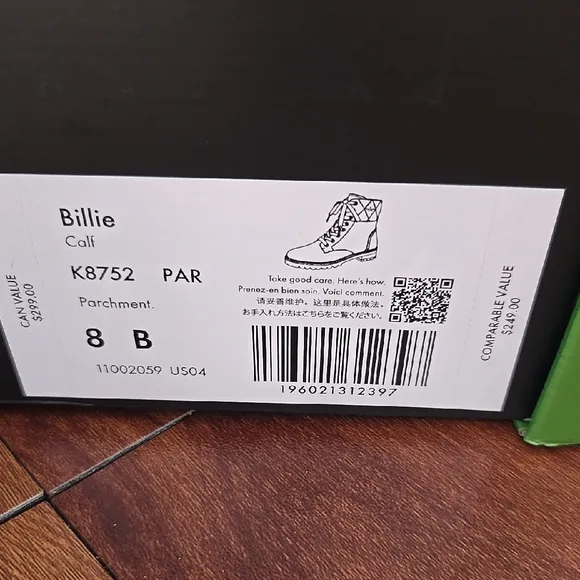 Billie
Calf
K8752 PAR
Parchment.
8 B
11002059 US04
CAN VALUE
$299.00
Take good care. Here's how.
Prenez-en bien soin. Voici comment.
请妥善维护。这里是具体做法。
お手入れ方法はこちらをご覧ください。
196021312397
COMPARABLE VALUE
$249.00